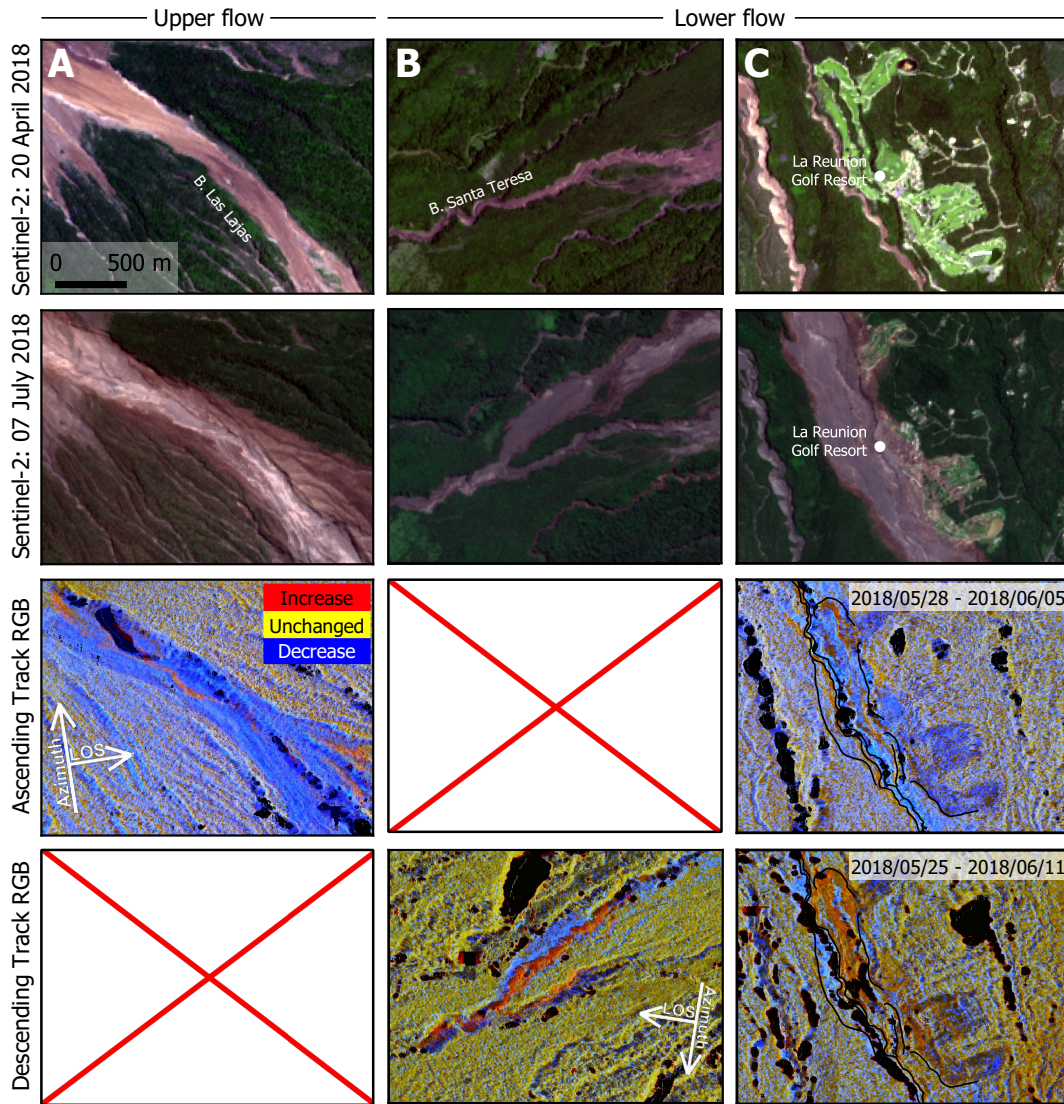 Upper flow
Lower flow
Sentinel-2: 20 April 2018
A
B. Las Lajas
0 500 m
B
B. Santa Teresa
C
La Reunion
Golf Resort
Sentinel-2: 07 July 2018
La Reunion
Golf Resort
Ascending Track RGB
Increase
Unchanged
Decrease
Azimuth
LOS
2018/05/28 - 2018/06/05
Descending Track RGB
LOS
Azimuth
2018/05/25 - 2018/06/11